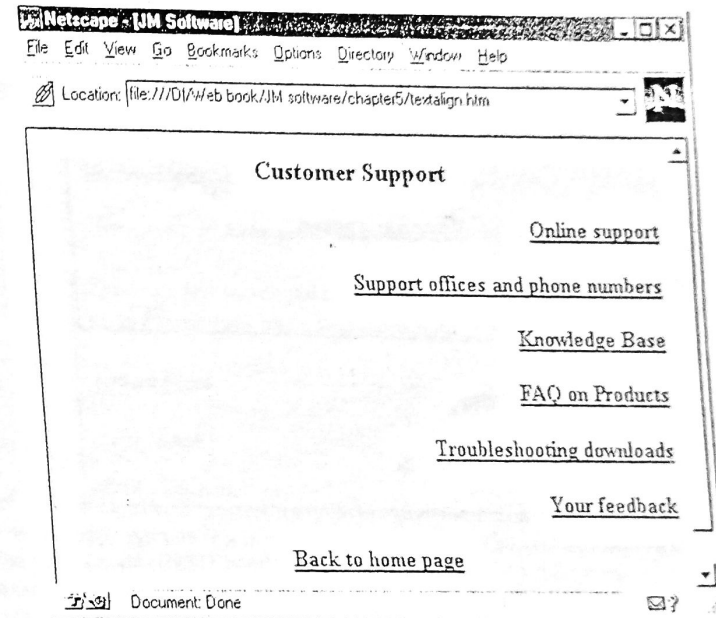 Netscape - [JM Software]
File Edit View Go Bookmarks Options Directory Window Help
Location: file:///D|/Web book/JM software/chapter5/textalign.htm
N
Customer Support
Online support
Support offices and phone numbers
Knowledge Base
FAQ on Products
Troubleshooting downloads
Your feedback
Back to home page
Document: Done